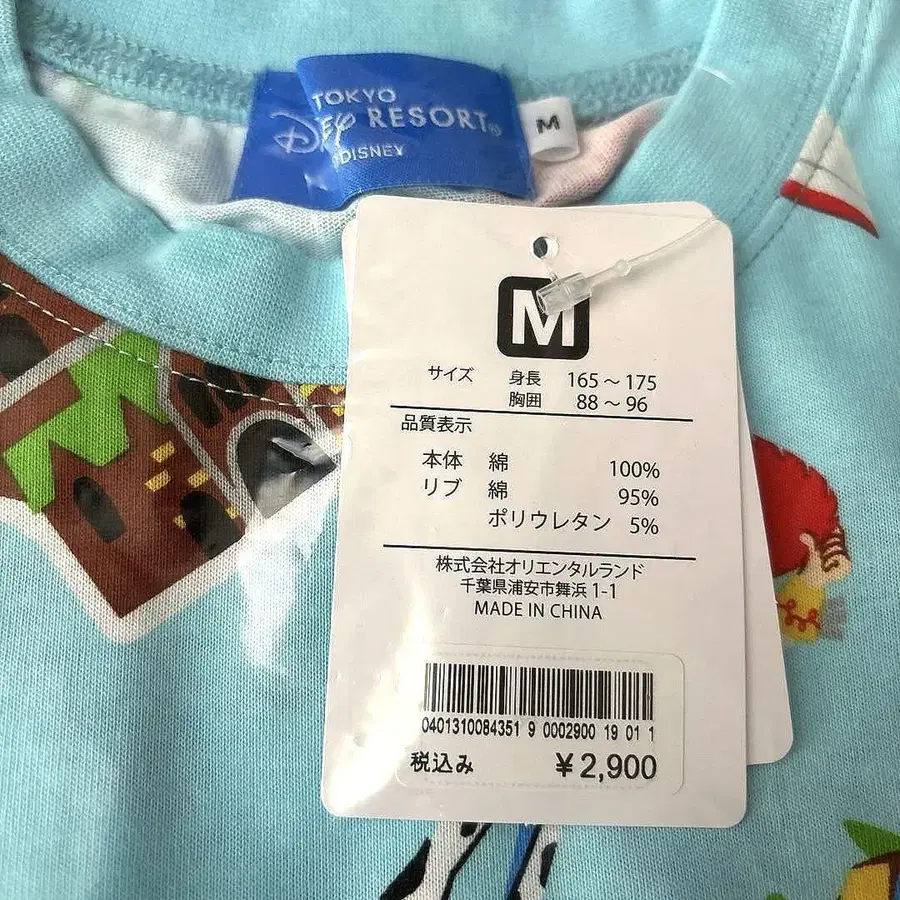 TOKYO
Disney RESORT®
©DISNEY
M
M
サイズ 身長 165～175
胸囲 88～96
品質表示
本体 綿 100%
リブ 綿 95%
ポリウレタン 5%
株式会社オリエンタルランド
千葉県浦安市舞浜 1-1
MADE IN CHINA
0401310084351 9 0002900 19 01 1
税込み ¥2,900